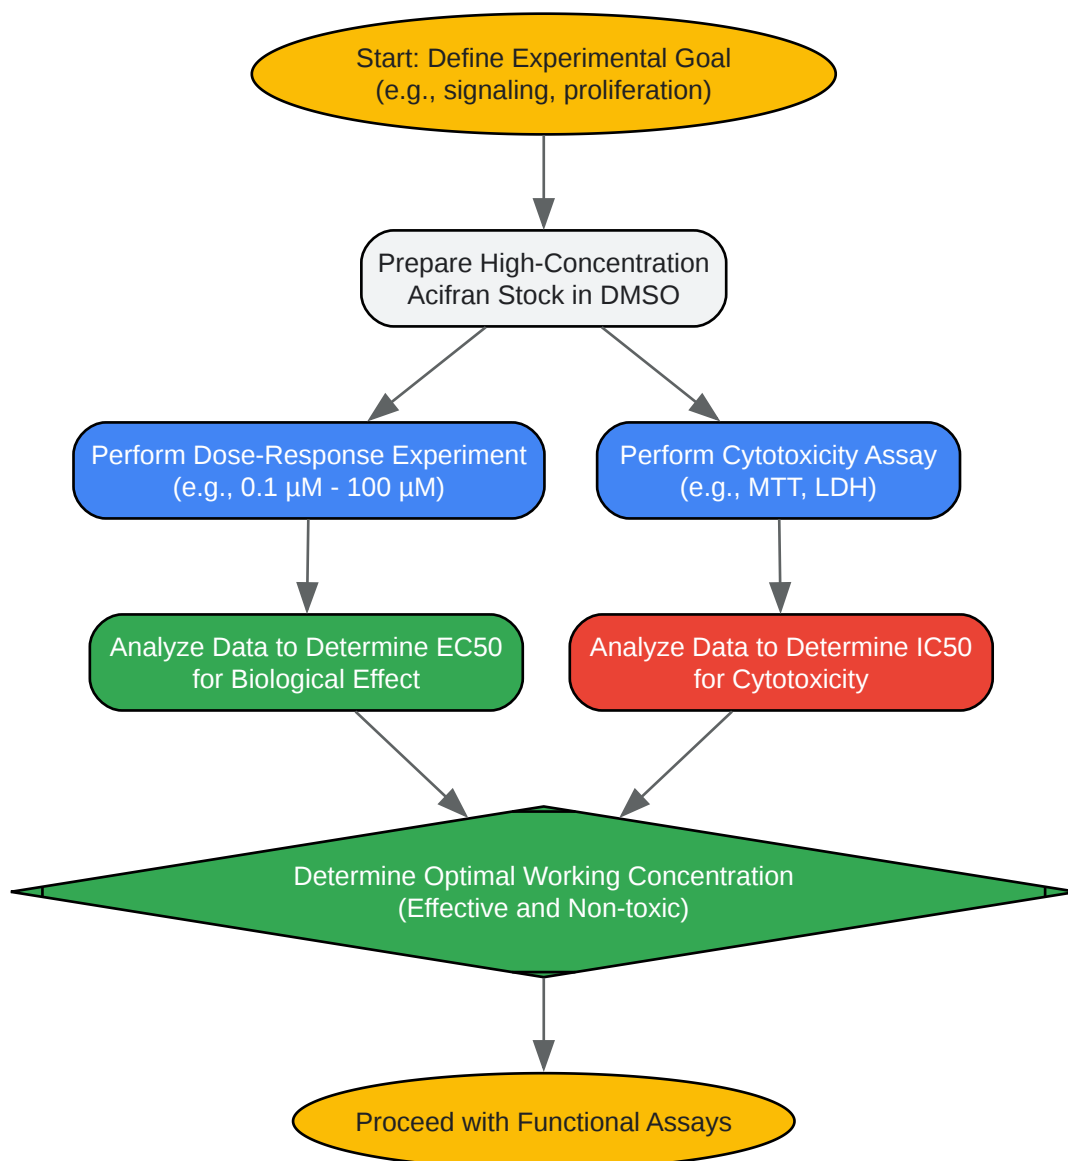 Start: Define Experimental Goal
(e.g., signaling, proliferation)
Prepare High-Concentration
Acifran Stock in DMSO
Perform Dose-Response Experiment
(e.g., 0.1 µM - 100 µM)
Perform Cytotoxicity Assay
(e.g., MTT, LDH)
Analyze Data to Determine EC50
for Biological Effect
Analyze Data to Determine IC50
for Cytotoxicity
Determine Optimal Working Concentration
(Effective and Non-toxic)
Proceed with Functional Assays